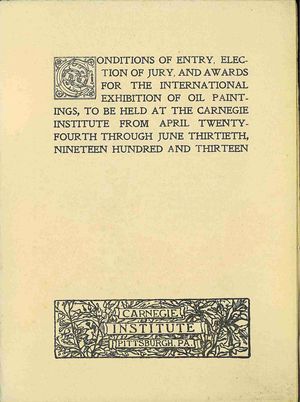 CONDITIONS OF ENTRY, ELEC-
TION OF JURY, AND AWARDS
FOR THE INTERNATIONAL
EXHIBITION OF OIL PAINT-
INGS, TO BE HELD AT THE CARNEGIE
INSTITUTE FROM APRIL TWENTY-
FOURTH THROUGH JUNE THIRTIETH,
NINETEEN HUNDRED AND THIRTEEN
CARNEGIE
INSTITUTE
PITTSBURGH, PA.